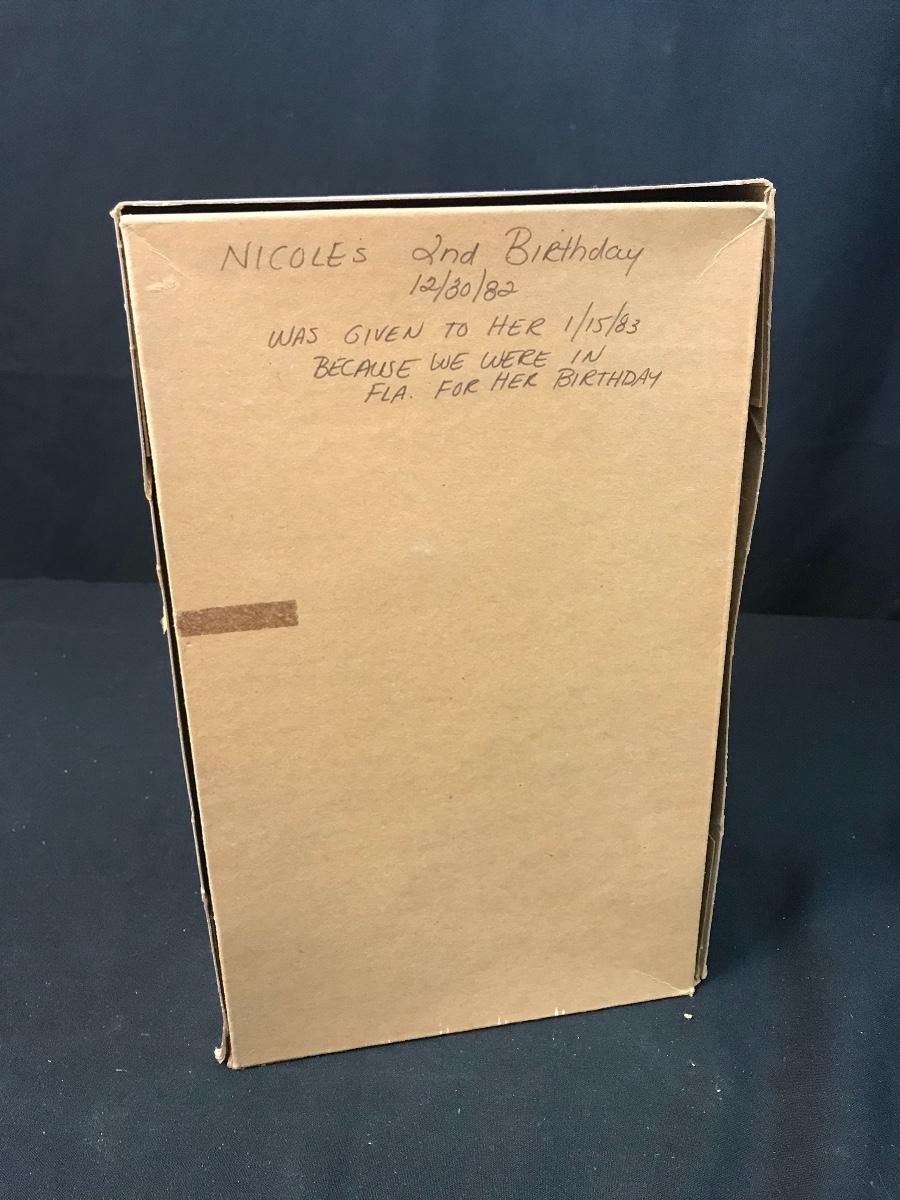 NICOLE's 2nd Birthday
12/30/82
WAS GIVEN TO HER 1/15/83
BECAUSE WE WERE IN
FLA. FOR HER BIRTHDAY